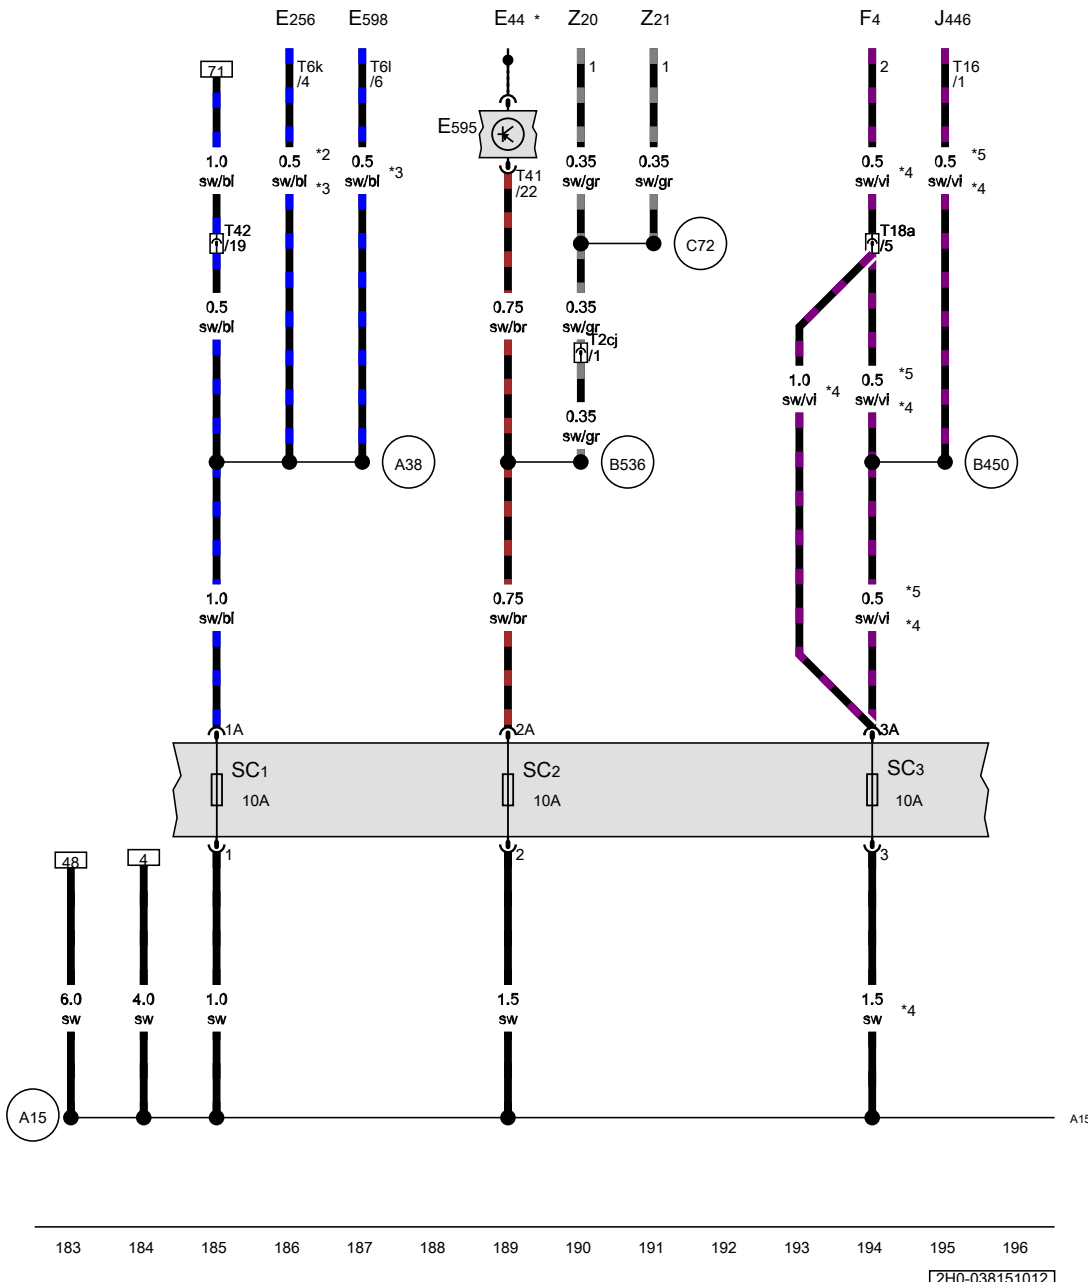 E256 E598 E44 * Z20 Z21 F4 J446
71 T6k T6l 1 1 2 T16
/4 /6 /1
E595
1.0 0.5 *2 0.5 0.35 0.35 0.5 0.5 *5
sw/bl sw/bl *3 sw/bl *3 T41 sw/gr sw/gr sw/vi *4 sw/vi *4
/22
T42 T18a
/19 C72 /5
0.5 0.75 0.35
sw/bl sw/br sw/gr
T2cj
/1
1.0 0.5 *5
sw/vi *4 sw/vi *4
0.35
sw/gr
A38 B536 B450
1.0 0.75 0.5 *5
sw/bl sw/br sw/vi *4
1A 2A 3A
SC1 SC2 SC3
10A 10A 10A
48 4 1 2 3
6.0 4.0 1.0 1.5 1.5 *4
sw sw sw sw sw
A15 A15
183 184 185 186 187 188 189 190 191 192 193 194 195 196
2H0-038151012